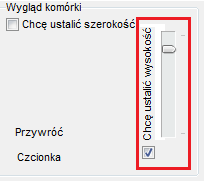 Wygląd komórki
Chcę ustalić szerokość
Chcę ustalić wysokość
Przywróć
Czcionka